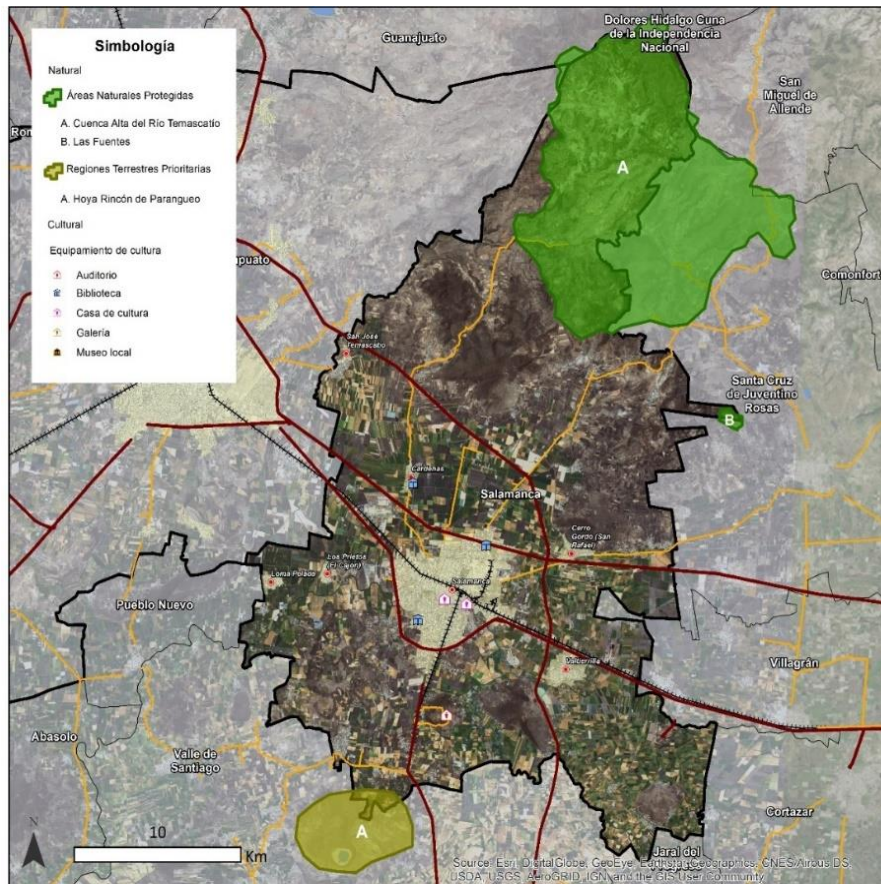 Simbología
Natural
Áreas Naturales Protegidas
A. Cuenca Alta del Río Temascatío
B. Las Fuentes
Regiones Terrestres Prioritarias
A. Hoya Rincón de Parangueo
Cultural
Equipamiento de cultura
Auditorio
Biblioteca
Casa de cultura
Galería
Museo local
Guanajuato
Dolores Hidalgo Cuna
de la Independencia
Nacional
San
Miguel de
Allende
A
Comonfort
San José
Temascatío
Santa Cruz
de Juventino
Rosas
B
Cárdenas
Salamanca
Cerro
Gordo (San
Rafael)
Los Prietos
(El Cajón)
Loma Pelada
Salamanca
Pueblo Nuevo
Valtierrilla
Villagrán
Abasolo
Valle de
Santiago
Cortazar
A
Jaral del
N
10
Km
Source: Esri, DigitalGlobe, GeoEye, Earthstar Geographics, CNES/Airbus DS,
USDA, USGS, AeroGRID, IGN, and the GIS User Community